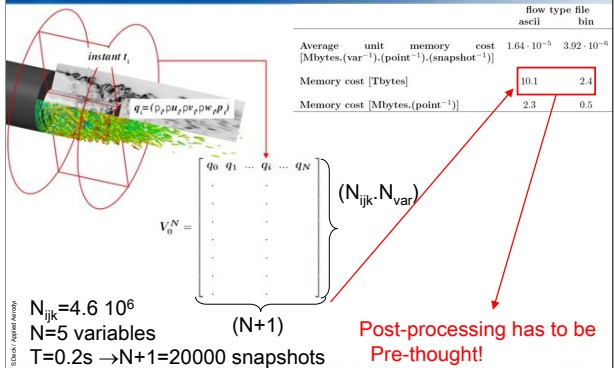 flow type file
ascii bin
Average unit memory cost 1.64 · 10⁻⁵ 3.92 · 10⁻⁶
[Mbytes.(var⁻¹).(point⁻¹).(snapshot⁻¹)]
Memory cost [Tbytes] 10.1 2.4
Memory cost [Mbytes.(point⁻¹)] 2.3 0.5
instant tᵢ
qᵢ=(ρᵢ,ρuᵢ,ρvᵢ,ρwᵢ,pᵢ)
q₀ q₁ ... qᵢ ... q_N
V₀ᴺ =
(N_ijk.N_var)
(N+1)
N_ijk=4.6 10⁶
N=5 variables
T=0.2s →N+1=20000 snapshots
Post-processing has to be
Pre-thought!
S.Deck / Applied Aerody